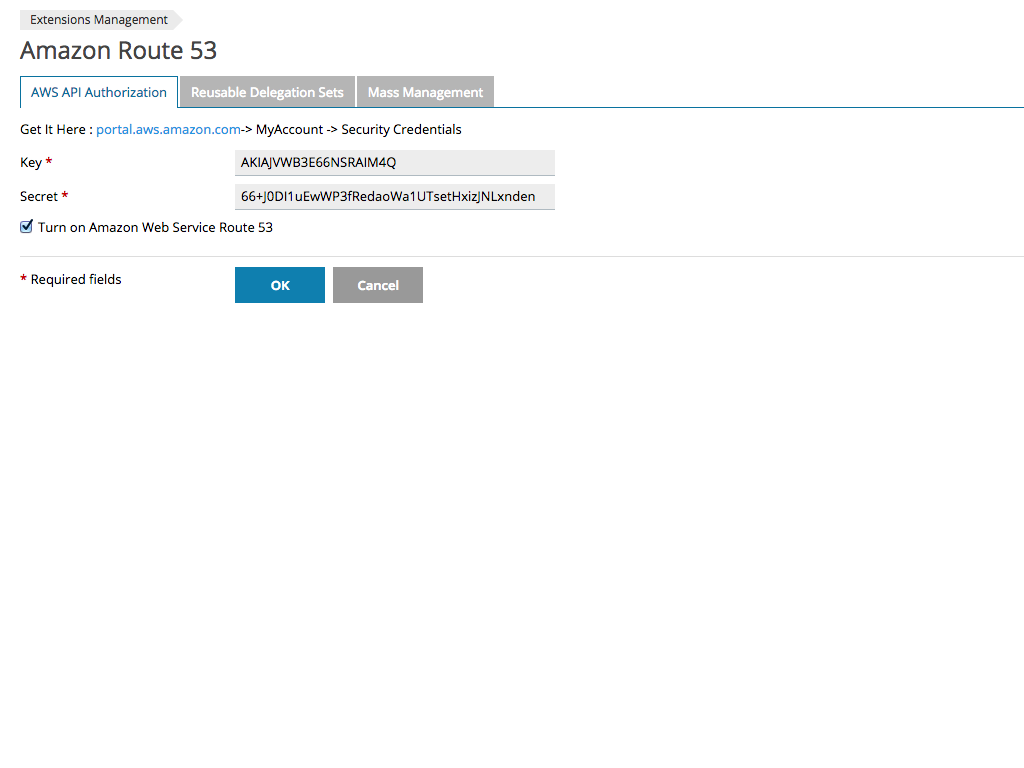 Extensions Management
Amazon Route 53
AWS API Authorization
Reusable Delegation Sets
Mass Management
Get It Here : portal.aws.amazon.com-> MyAccount -> Security Credentials
Key *
AKIAJVWB3E66NSRAIM4Q
Secret *
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
Turn on Amazon Web Service Route 53
* Required fields
OK
Cancel